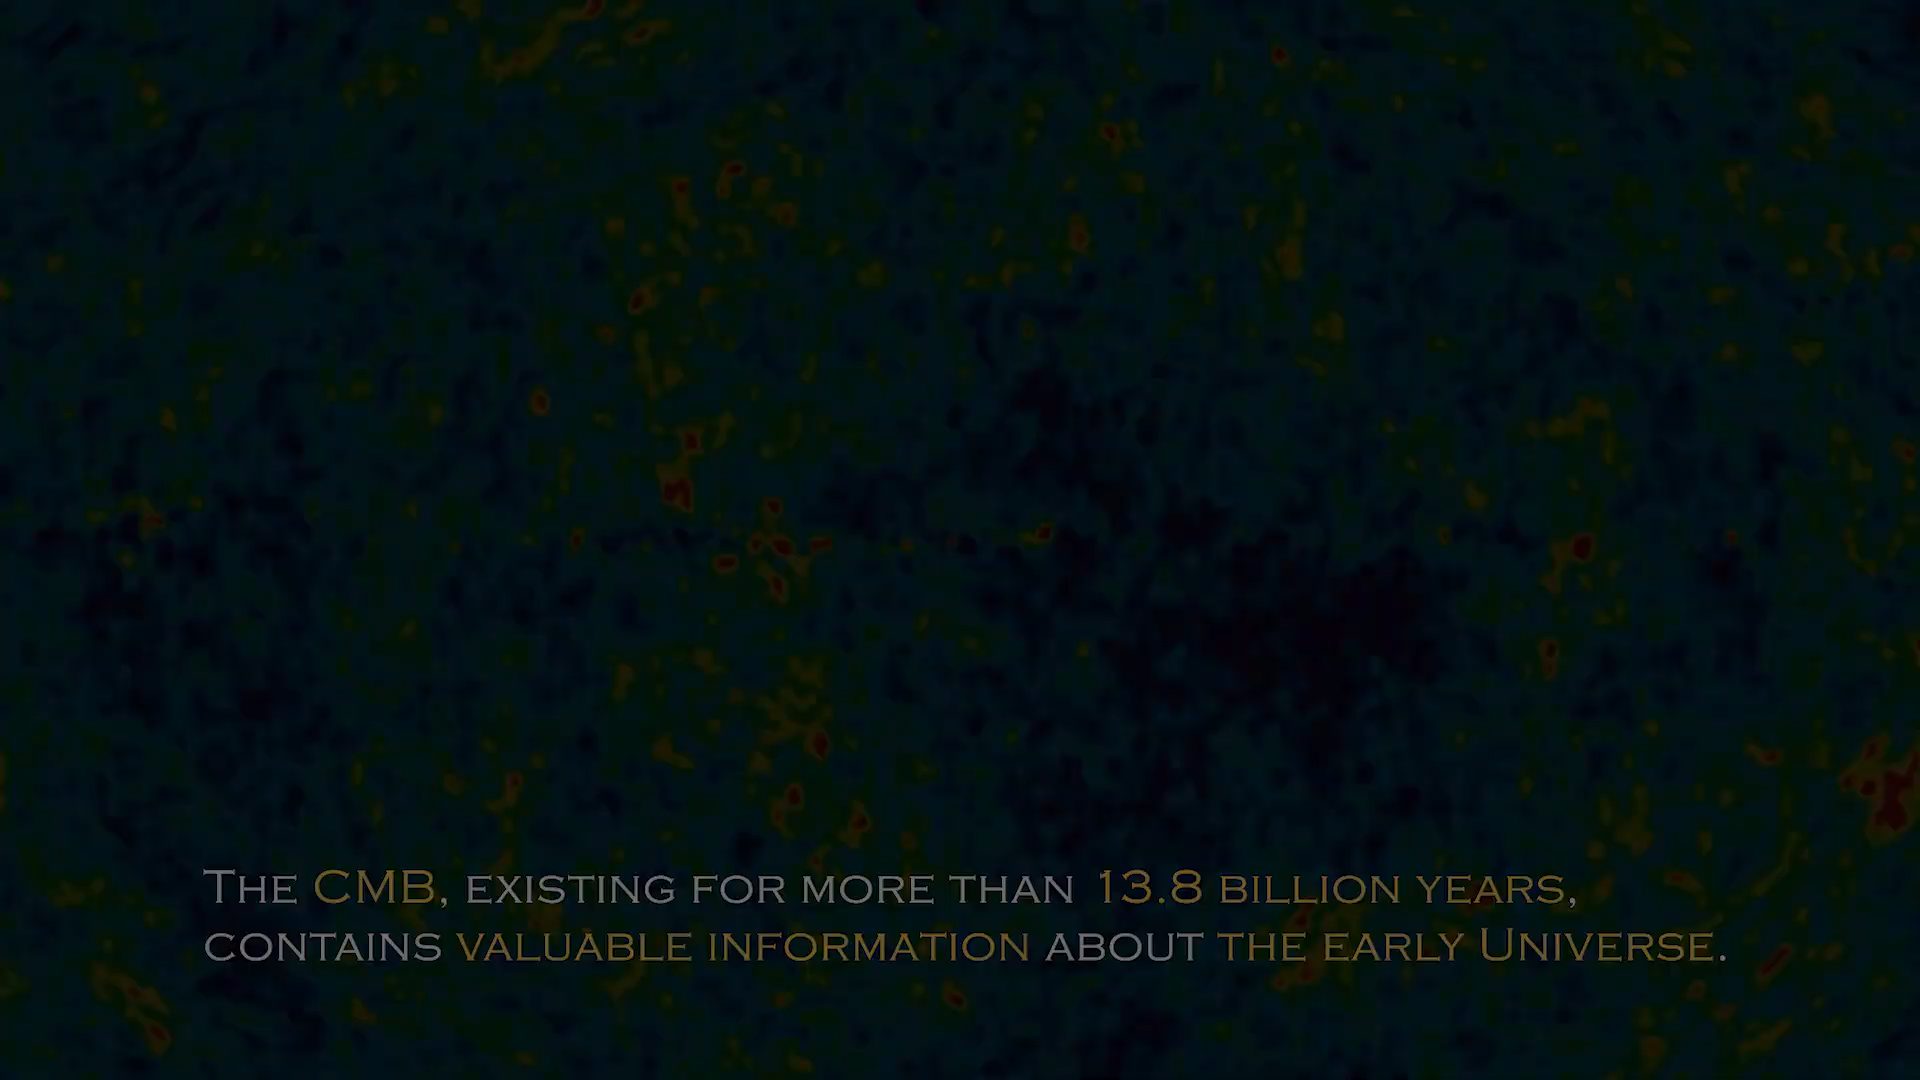 The CMB, existing for more than 13.8 billion years,
contains valuable information about the early Universe.